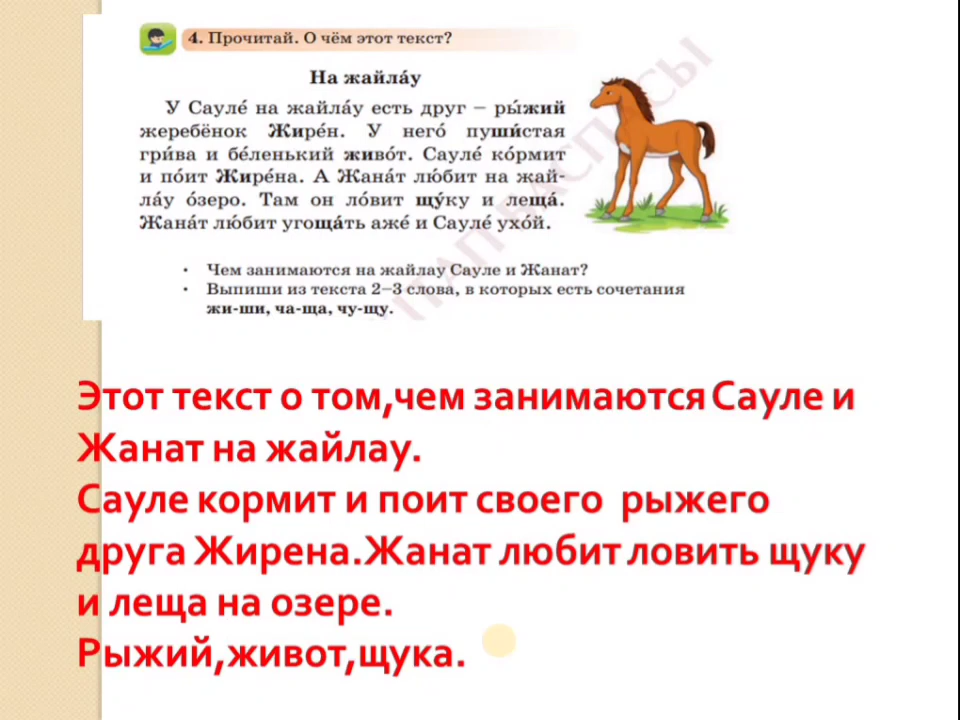 4. Прочитай. О чём этот текст?
На жайла́у
У Сауле́ на жайла́у есть друг – ры́жий
жеребёнок Жире́н. У него́ пуши́стая
гри́ва и бе́ленький живо́т. Сауле́ ко́рмит
и по́ит Жире́на. А Жана́т лю́бит на жай-
ла́у о́зеро. Там он ло́вит щу́ку и леща́.
Жана́т лю́бит угоща́ть аже́ и Сауле́ ухо́й.
• Чем занимаются на жайлау Сауле и Жанат?
• Выпиши из текста 2–3 слова, в которых есть сочетания
жи-ши, ча-ща, чу-щу.
Этот текст о том,чем занимаются Сауле и
Жанат на жайлау.
Сауле кормит и поит своего рыжего
друга Жирена.Жанат любит ловить щуку
и леща на озере.
Рыжий,живот,щука.